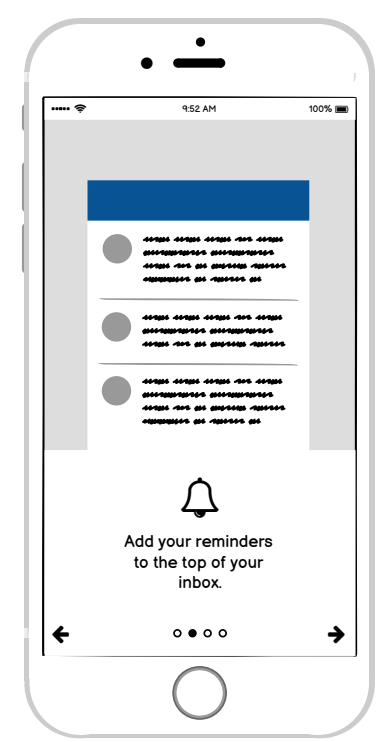 9:52 AM 100%
Add your reminders
to the top of your
inbox.